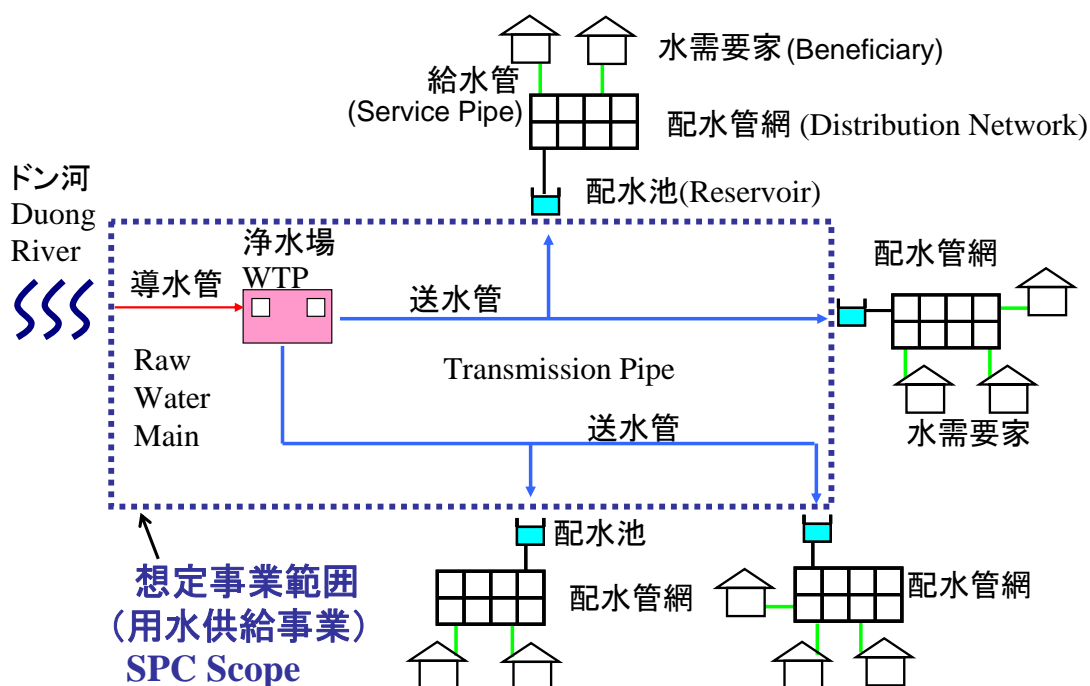 水需要家(Beneficiary)
給水管
(Service Pipe)
配水管網 (Distribution Network)
ドン河
Duong
River
配水池(Reservoir)
浄水場
WTP
導水管
送水管
配水管網
Raw
Water
Main
Transmission Pipe
送水管
水需要家
配水池
想定事業範囲
（用水供給事業）
SPC Scope
配水管網
配水管網